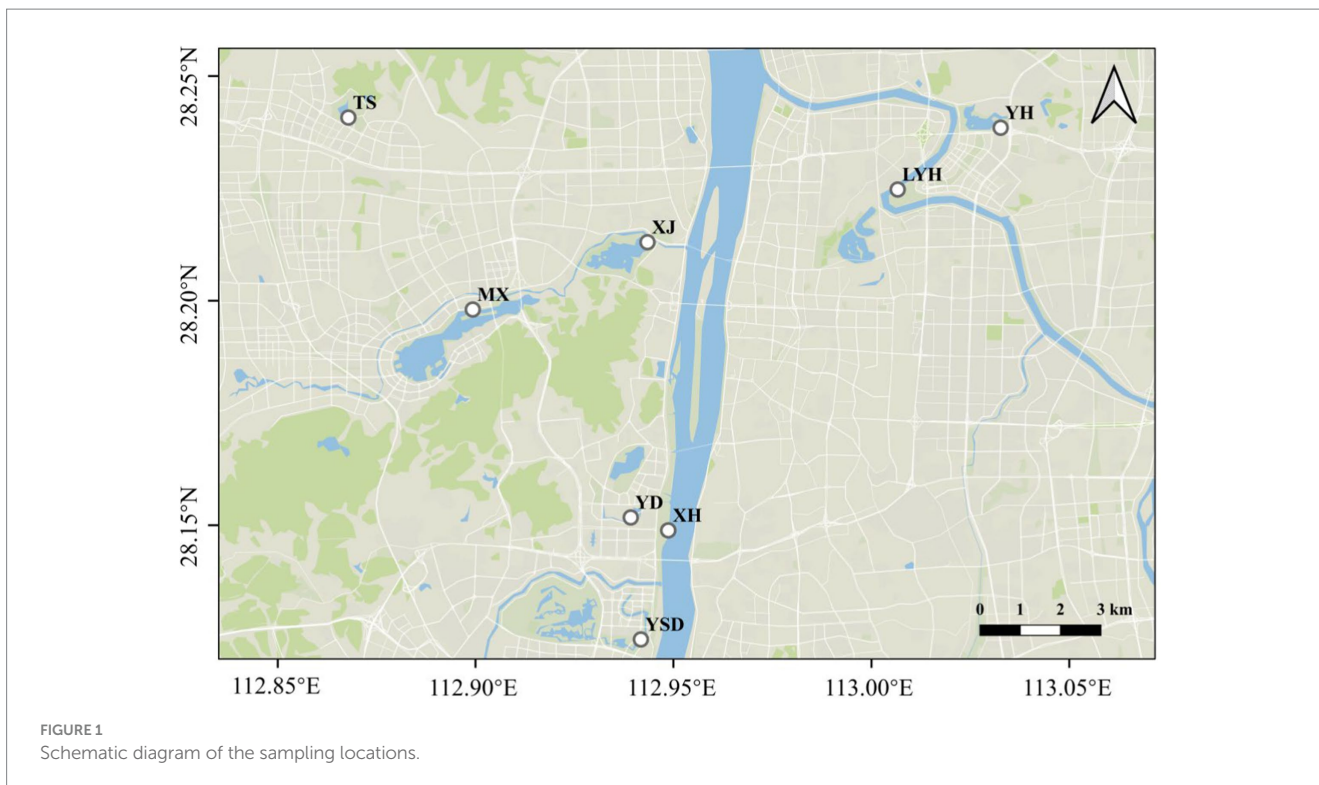 28.25°N
28.20°N
28.15°N
TS
YH
LYH
XJ
MX
YD
XH
YSD
0 1 2 3 km
112.85°E 112.90°E 112.95°E 113.00°E 113.05°E
FIGURE 1
Schematic diagram of the sampling locations.